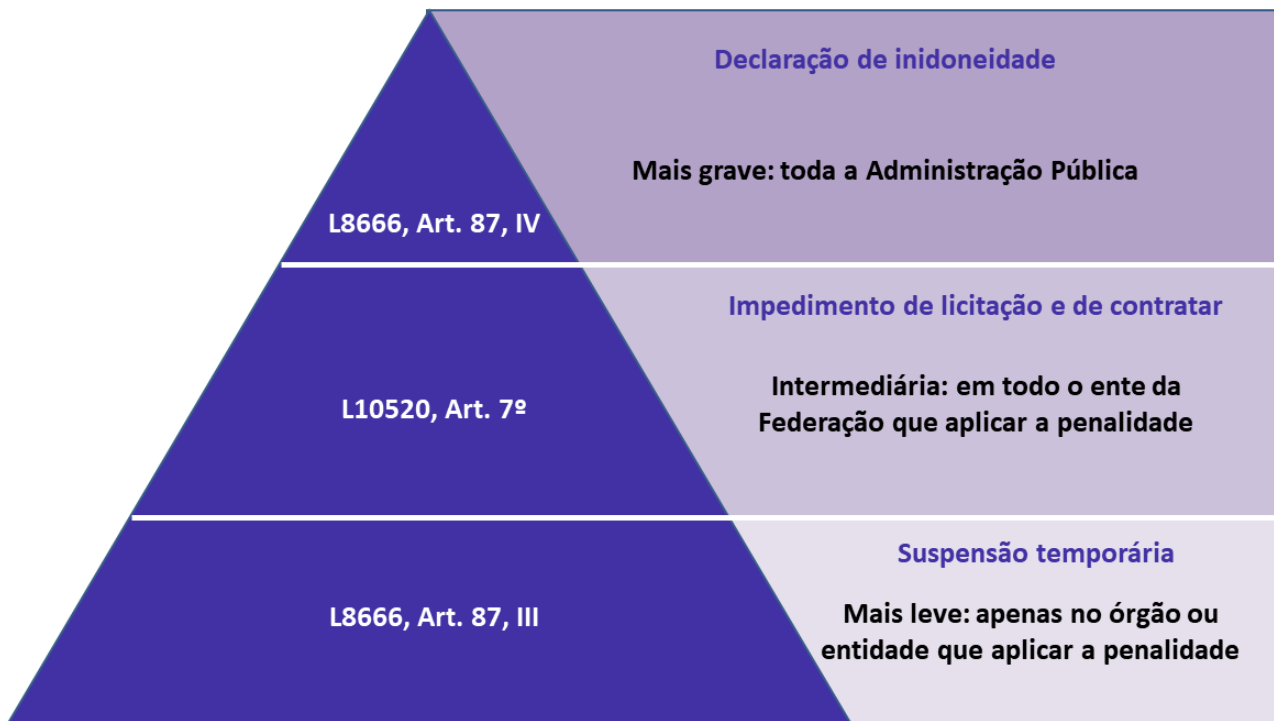 Declaração de inidoneidade
Mais grave: toda a Administração Pública
L8666, Art. 87, IV
Impedimento de licitação e de contratar
Intermediária: em todo o ente da
Federação que aplicar a penalidade
L10520, Art. 7º
Suspensão temporária
Mais leve: apenas no órgão ou
entidade que aplicar a penalidade
L8666, Art. 87, III